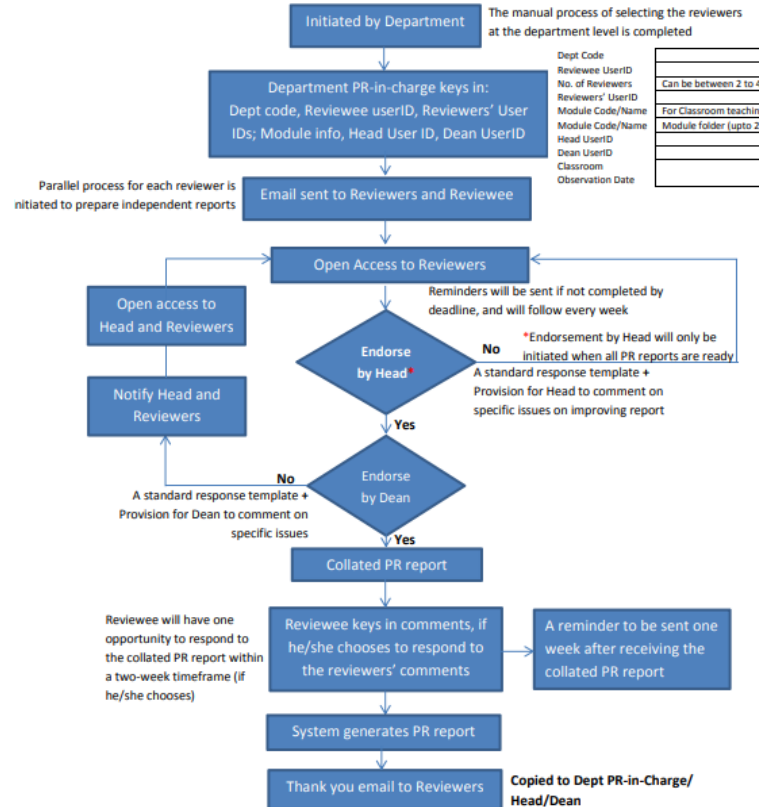 Initiated by Department
The manual process of selecting the reviewers
at the department level is completed
Dept Code
Reviewee UserID
No. of Reviewers Can be between 2 to 4
Reviewers' UserID
Module Code/Name For Classroom teachin
Module Code/Name Module folder (upto 2
Head UserID
Dean UserID
Classroom
Observation Date
Department PR-in-charge keys in:
Dept code, Reviewee userID, Reviewers' User
IDs; Module info, Head User ID, Dean UserID
Parallel process for each reviewer is
nitiated to prepare independent reports
Email sent to Reviewers and Reviewee
Open Access to Reviewers
Open access to
Head and Reviewers
Reminders will be sent if not completed by
deadline, and will follow every week
Endorse
by Head*
No
*Endorsement by Head will only be
initiated when all PR reports are ready
A standard response template +
Provision for Head to comment on
specific issues on improving report
Notify Head and
Reviewers
Yes
Endorse
by Dean
No
A standard response template +
Provision for Dean to comment on
specific issues
Yes
Collated PR report
Reviewee will have one
opportunity to respond to
the collated PR report within
a two-week timeframe (if
he/she chooses)
Reviewee keys in comments, if
he/she chooses to respond to
the reviewers' comments
A reminder to be sent one
week after receiving the
collated PR report
System generates PR report
Thank you email to Reviewers
Copied to Dept PR-in-Charge/
Head/Dean